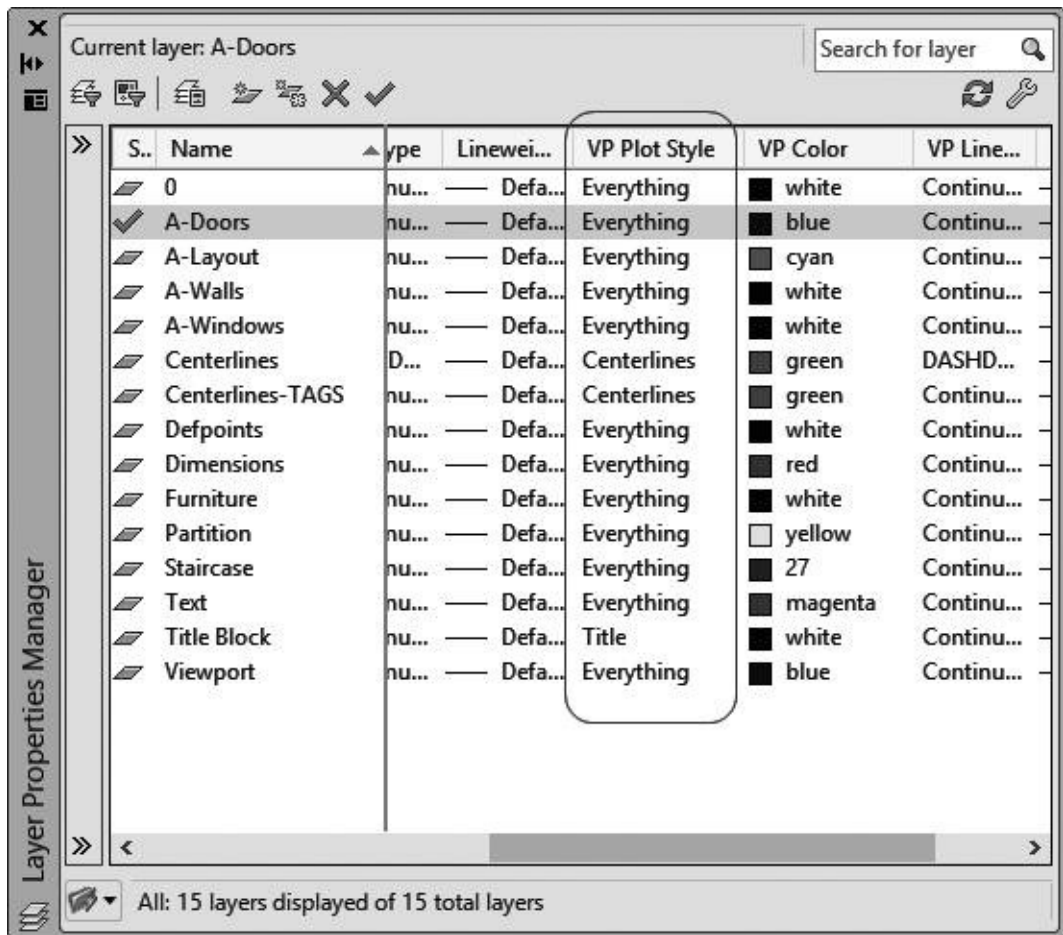 Current layer: A-Doors
Search for layer
S.. Name ype Linewei... VP Plot Style VP Color VP Line...
0 nu... Defa... Everything white Continu...
A-Doors nu... Defa... Everything blue Continu...
A-Layout nu... Defa... Everything cyan Continu...
A-Walls nu... Defa... Everything white Continu...
A-Windows nu... Defa... Everything white Continu...
Centerlines D... Defa... Centerlines green DASHD...
Centerlines-TAGS nu... Defa... Centerlines green Continu...
Defpoints nu... Defa... Everything white Continu...
Dimensions nu... Defa... Everything red Continu...
Furniture nu... Defa... Everything white Continu...
Partition nu... Defa... Everything yellow Continu...
Staircase nu... Defa... Everything 27 Continu...
Text nu... Defa... Everything magenta Continu...
Title Block nu... Defa... Title white Continu...
Viewport nu... Defa... Everything blue Continu...
Layer Properties Manager
All: 15 layers displayed of 15 total layers